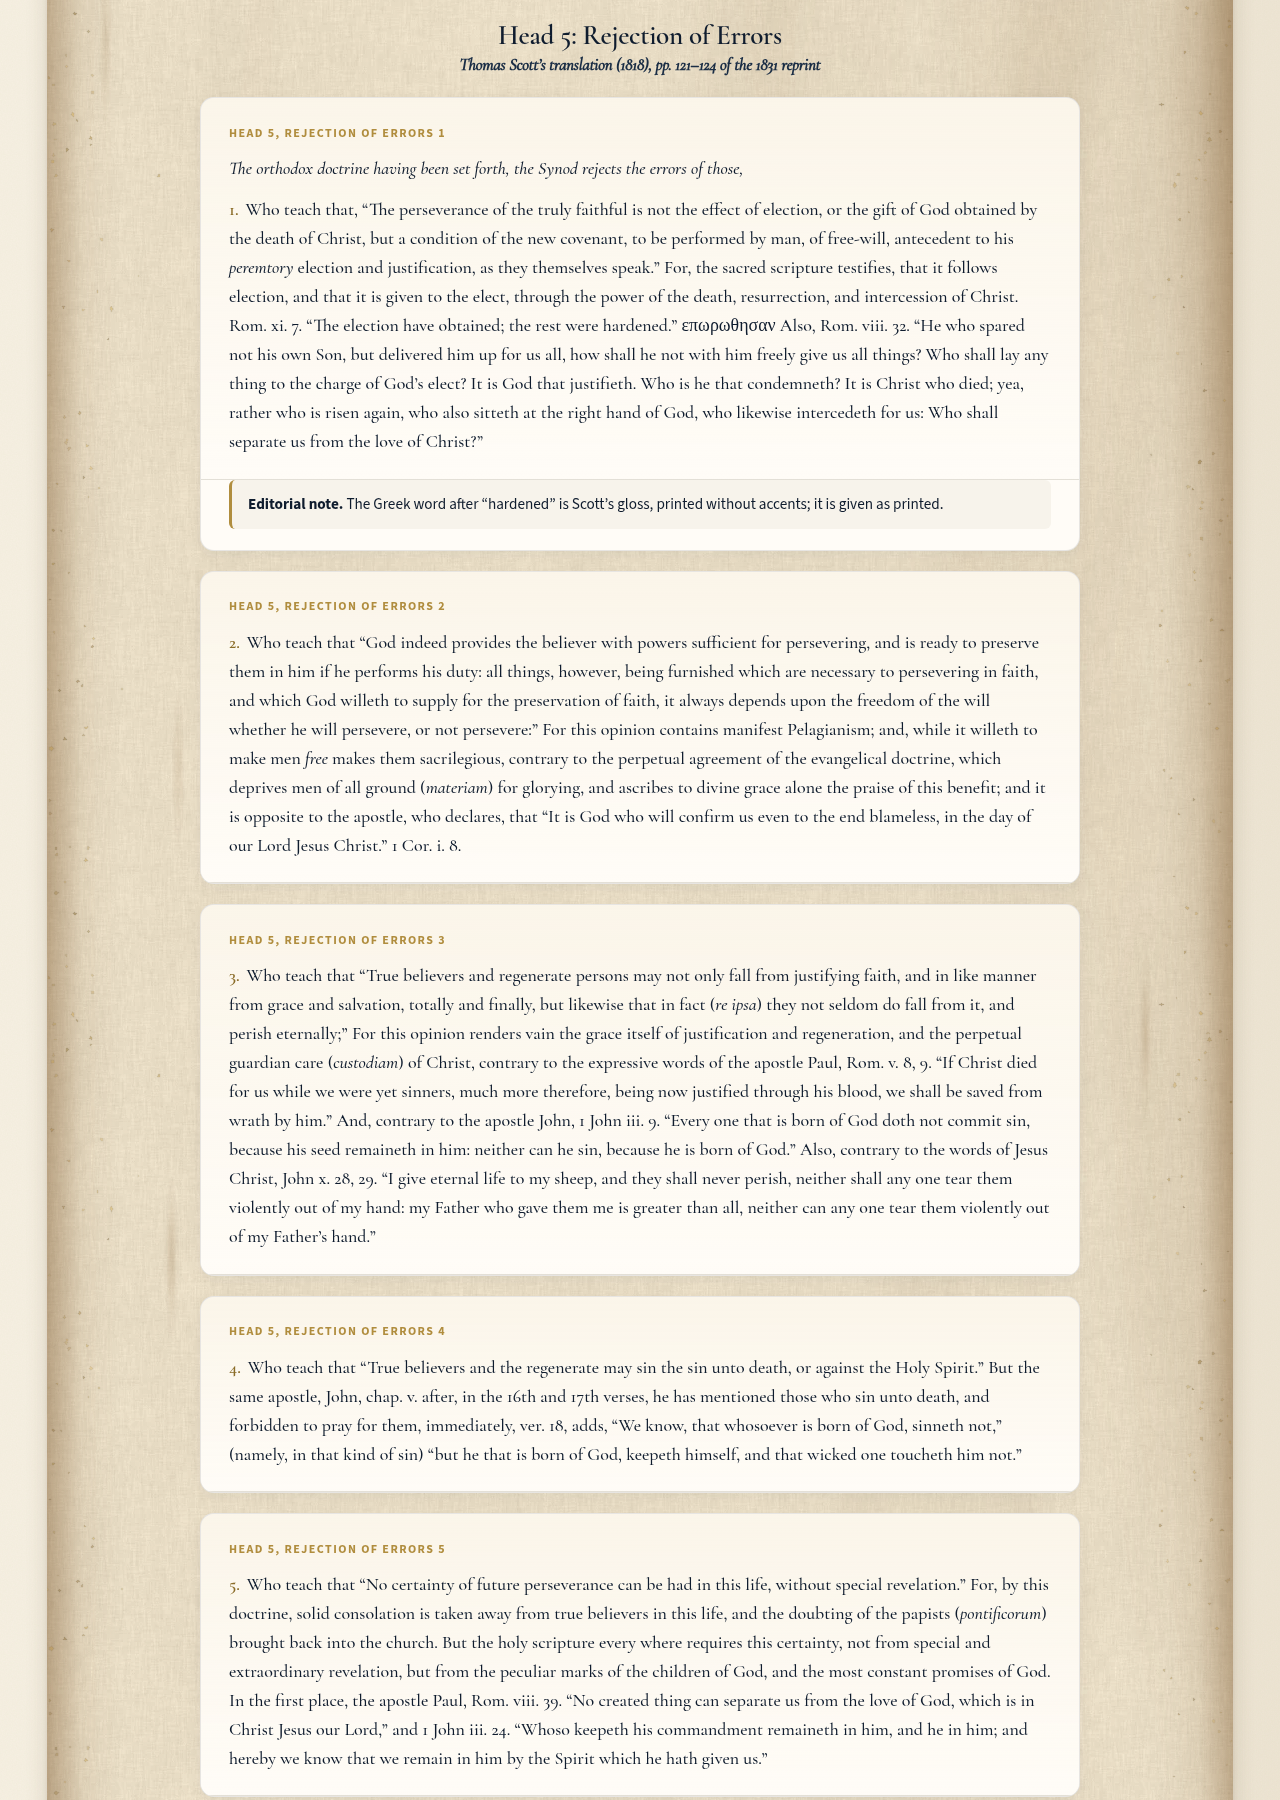 Head 5: Rejection of Errors
Thomas Scott’s translation (1818), pp. 121–124 of the 1831 reprint
HEAD 5, REJECTION OF ERRORS 1
The orthodox doctrine having been set forth, the Synod rejects the errors of those,
1. Who teach that, “The perseverance of the truly faithful is not the effect of election, or the gift of God obtained by
the death of Christ, but a condition of the new covenant, to be performed by man, of free-will, antecedent to his
peremtory election and justification, as they themselves speak.” For, the sacred scripture testifies, that it follows
election, and that it is given to the elect, through the power of the death, resurrection, and intercession of Christ.
Rom. xi. 7. “The election have obtained; the rest were hardened.” επωρωθησαν Also, Rom. viii. 32. “He who spared
not his own Son, but delivered him up for us all, how shall he not with him freely give us all things? Who shall lay any
thing to the charge of God’s elect? It is God that justifieth. Who is he that condemneth? It is Christ who died; yea,
rather who is risen again, who also sitteth at the right hand of God, who likewise intercedeth for us: Who shall
separate us from the love of Christ?”
Editorial note. The Greek word after “hardened” is Scott’s gloss, printed without accents; it is given as printed.
HEAD 5, REJECTION OF ERRORS 2
2. Who teach that “God indeed provides the believer with powers sufficient for persevering, and is ready to preserve
them in him if he performs his duty: all things, however, being furnished which are necessary to persevering in faith,
and which God willeth to supply for the preservation of faith, it always depends upon the freedom of the will
whether he will persevere, or not persevere:” For this opinion contains manifest Pelagianism; and, while it willeth to
make men free makes them sacrilegious, contrary to the perpetual agreement of the evangelical doctrine, which
deprives men of all ground (materiam) for glorying, and ascribes to divine grace alone the praise of this benefit; and it
is opposite to the apostle, who declares, that “It is God who will confirm us even to the end blameless, in the day of
our Lord Jesus Christ.” 1 Cor. i. 8.
HEAD 5, REJECTION OF ERRORS 3
3. Who teach that “True believers and regenerate persons may not only fall from justifying faith, and in like manner
from grace and salvation, totally and finally, but likewise that in fact (re ipsa) they not seldom do fall from it, and
perish eternally;” For this opinion renders vain the grace itself of justification and regeneration, and the perpetual
guardian care (custodiam) of Christ, contrary to the expressive words of the apostle Paul, Rom. v. 8, 9. “If Christ died
for us while we were yet sinners, much more therefore, being now justified through his blood, we shall be saved from
wrath by him.” And, contrary to the apostle John, 1 John iii. 9. “Every one that is born of God doth not commit sin,
because his seed remaineth in him: neither can he sin, because he is born of God.” Also, contrary to the words of Jesus
Christ, John x. 28, 29. “I give eternal life to my sheep, and they shall never perish, neither shall any one tear them
violently out of my hand: my Father who gave them me is greater than all, neither can any one tear them violently out
of my Father’s hand.”
HEAD 5, REJECTION OF ERRORS 4
4. Who teach that “True believers and the regenerate may sin the sin unto death, or against the Holy Spirit.” But the
same apostle, John, chap. v. after, in the 16th and 17th verses, he has mentioned those who sin unto death, and
forbidden to pray for them, immediately, ver. 18, adds, “We know, that whosoever is born of God, sinneth not,”
(namely, in that kind of sin) “but he that is born of God, keepeth himself, and that wicked one toucheth him not.”
HEAD 5, REJECTION OF ERRORS 5
5. Who teach that “No certainty of future perseverance can be had in this life, without special revelation.” For, by this
doctrine, solid consolation is taken away from true believers in this life, and the doubting of the papists (pontificorum)
brought back into the church. But the holy scripture every where requires this certainty, not from special and
extraordinary revelation, but from the peculiar marks of the children of God, and the most constant promises of God.
In the first place, the apostle Paul, Rom. viii. 39. “No created thing can separate us from the love of God, which is in
Christ Jesus our Lord,” and 1 John iii. 24. “Whoso keepeth his commandment remaineth in him, and he in him; and
hereby we know that we remain in him by the Spirit which he hath given us.”